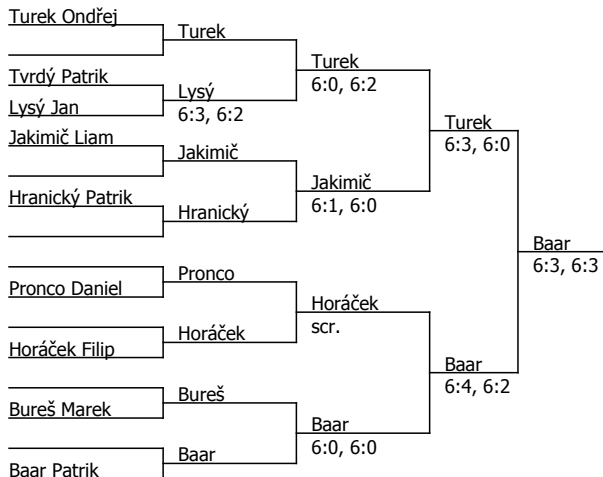 Turek Ondřej
Turek
Turek
6:0, 6:2
Tvrdý Patrik
Lysý
6:3, 6:2
Lysý Jan
Turek
6:3, 6:0
Jakimič Liam
Jakimič
Jakimič
6:1, 6:0
Hranický Patrik
Hranický
Baar
6:3, 6:3
Pronco
Pronco Daniel
Horáček
scr.
Horáček
Horáček Filip
Baar
6:4, 6:2
Bureš
Bureš Marek
Baar
6:0, 6:0
Baar
Baar Patrik